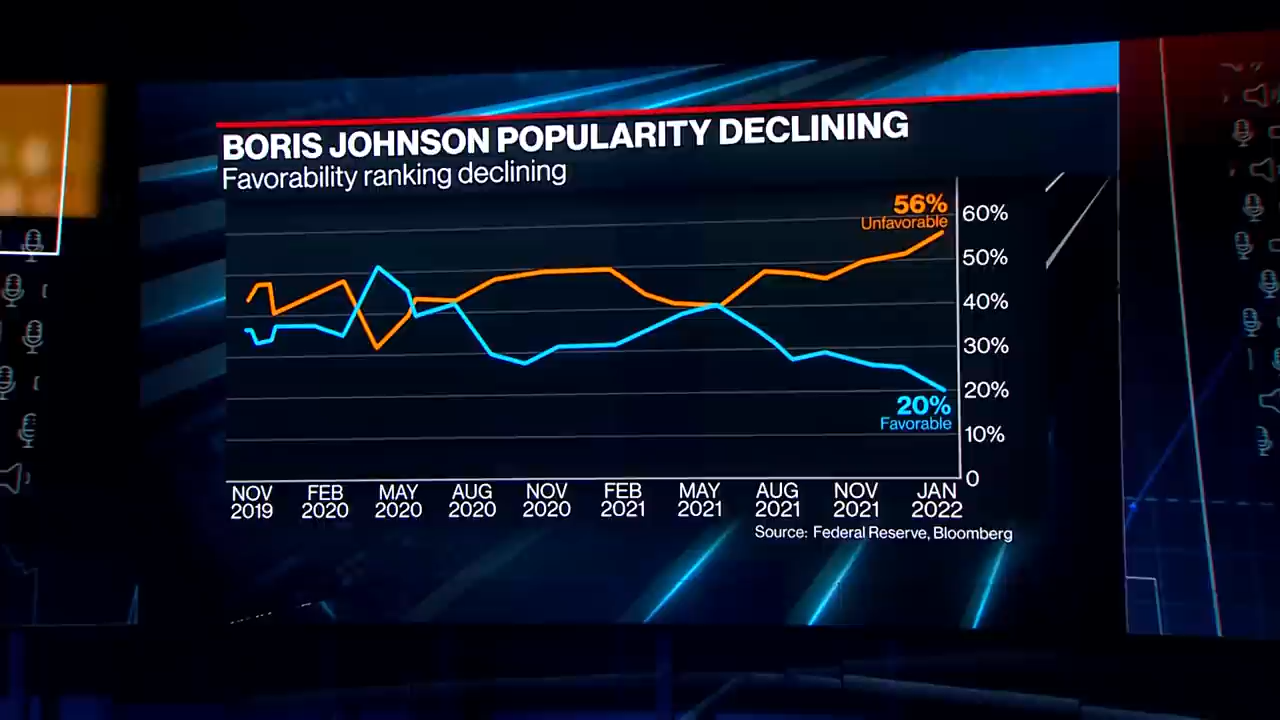 BORIS JOHNSON POPULARITY DECLINING
Favorability ranking declining
56%
Unfavorable
60%
50%
40%
30%
20%
10%
0
20%
Favorable
NOV 2019
FEB 2020
MAY 2020
AUG 2020
NOV 2020
FEB 2021
MAY 2021
AUG 2021
NOV 2021
JAN 2022
Source: Federal Reserve, Bloomberg